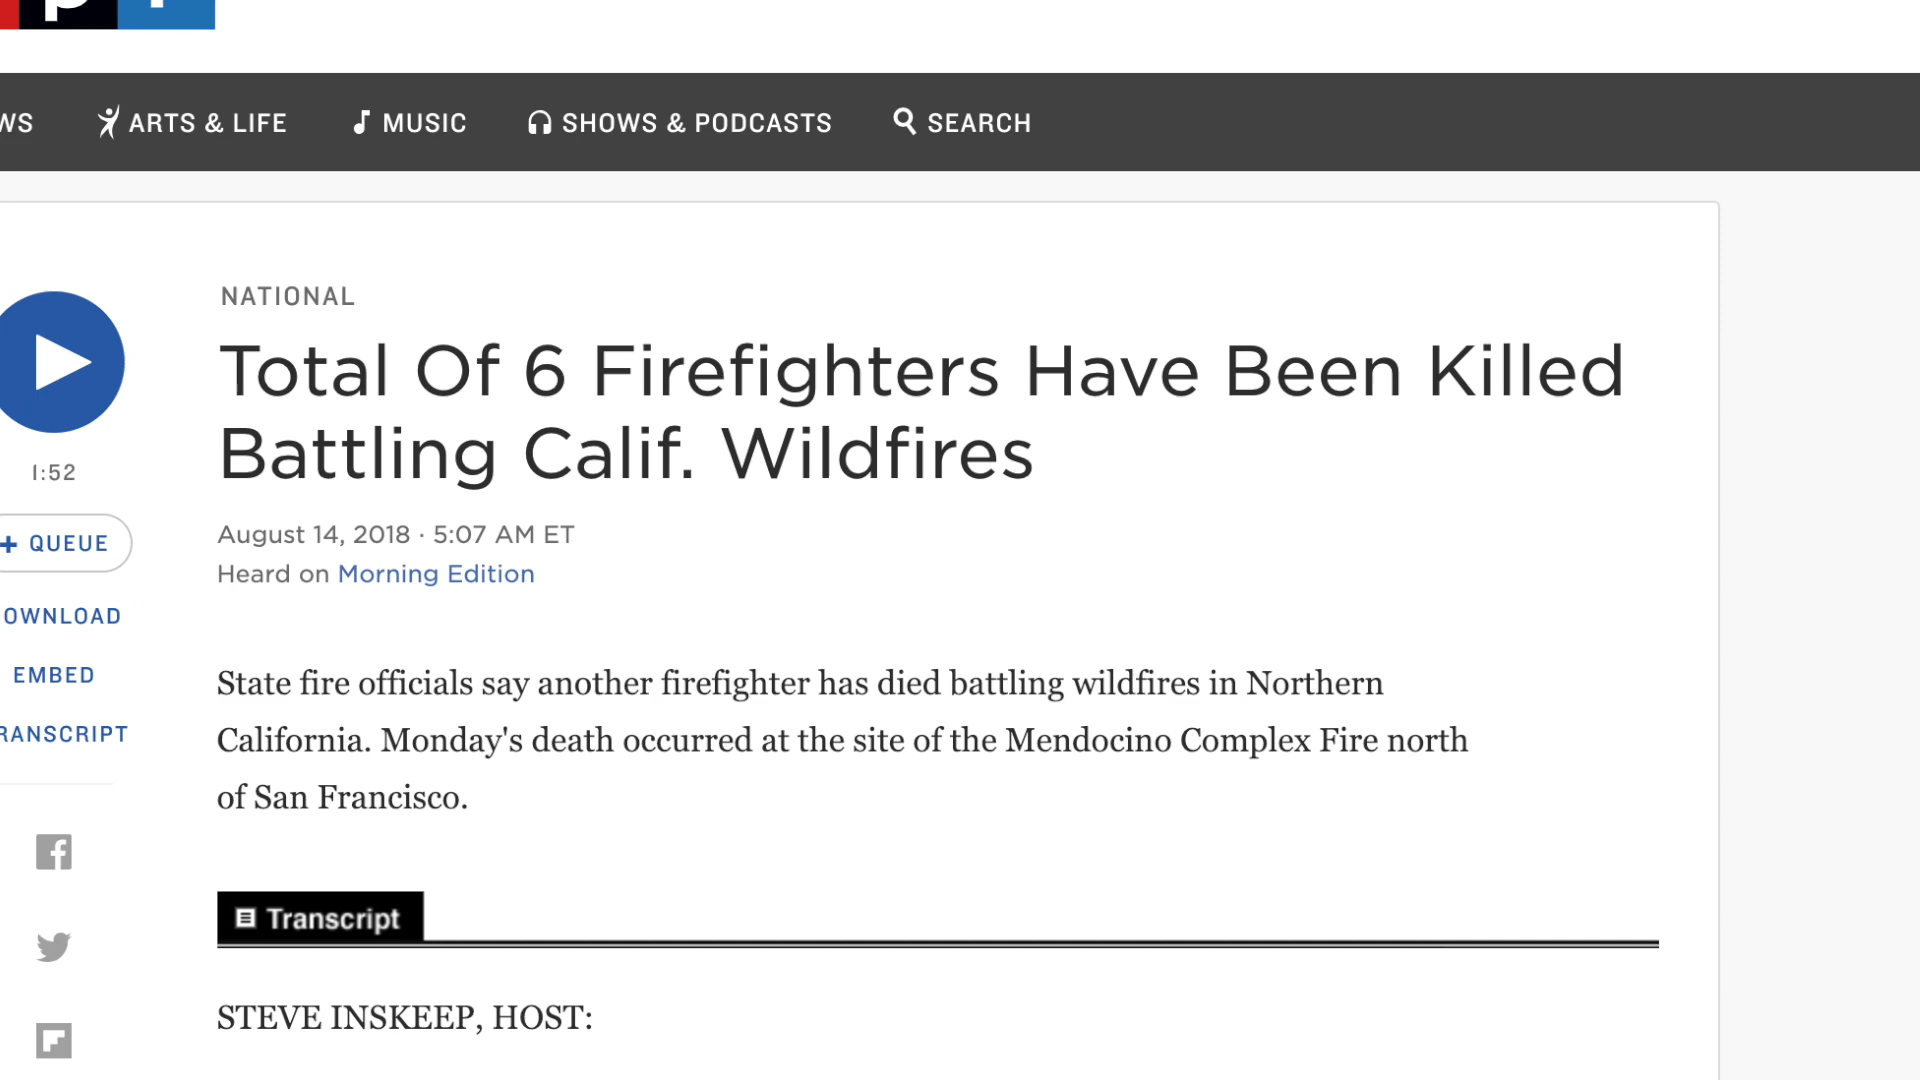 ARTS & LIFE
MUSIC
SHOWS & PODCASTS
SEARCH
NATIONAL
Total Of 6 Firefighters Have Been Killed
Battling Calif. Wildfires
1:52
August 14, 2018 · 5:07 AM ET
+ QUEUE
Heard on Morning Edition
OWNLOAD
EMBED
RANSCRIPT
State fire officials say another firefighter has died battling wildfires in Northern
California. Monday's death occurred at the site of the Mendocino Complex Fire north
of San Francisco.
Transcript
STEVE INSKEEP, HOST: